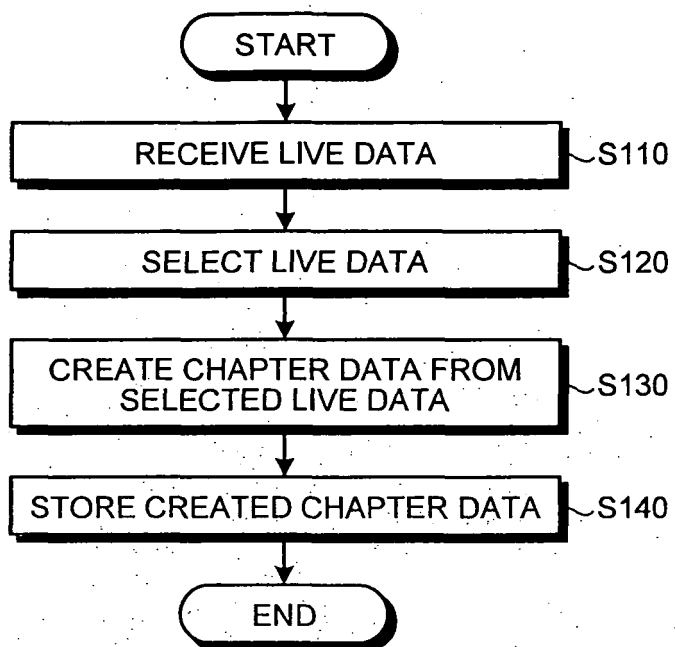 START
RECEIVE LIVE DATA
S110
SELECT LIVE DATA
S120
CREATE CHAPTER DATA FROM
SELECTED LIVE DATA
S130
STORE CREATED CHAPTER DATA
S140
END